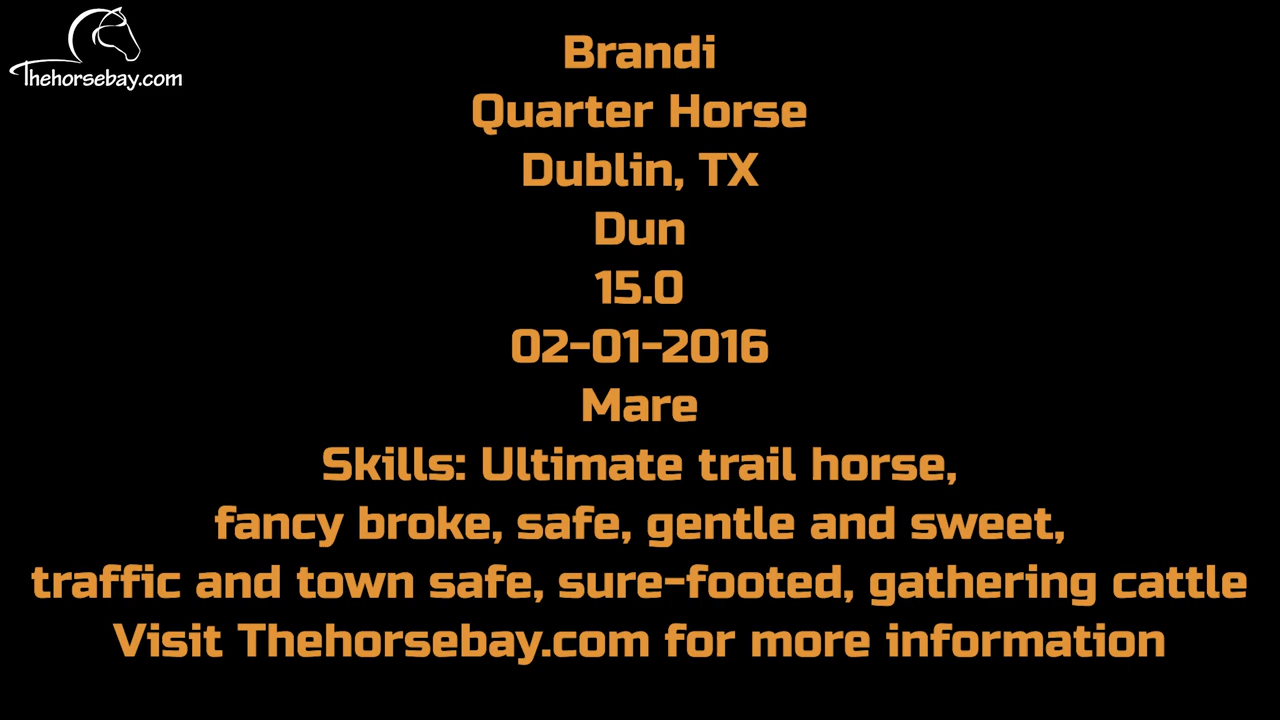 Thehorsebay.com
Brandi
Quarter Horse
Dublin, TX
Dun
15.0
02-01-2016
Mare
Skills: Ultimate trail horse,
fancy broke, safe, gentle and sweet,
traffic and town safe, sure-footed, gathering cattle
Visit Thehorsebay.com for more information